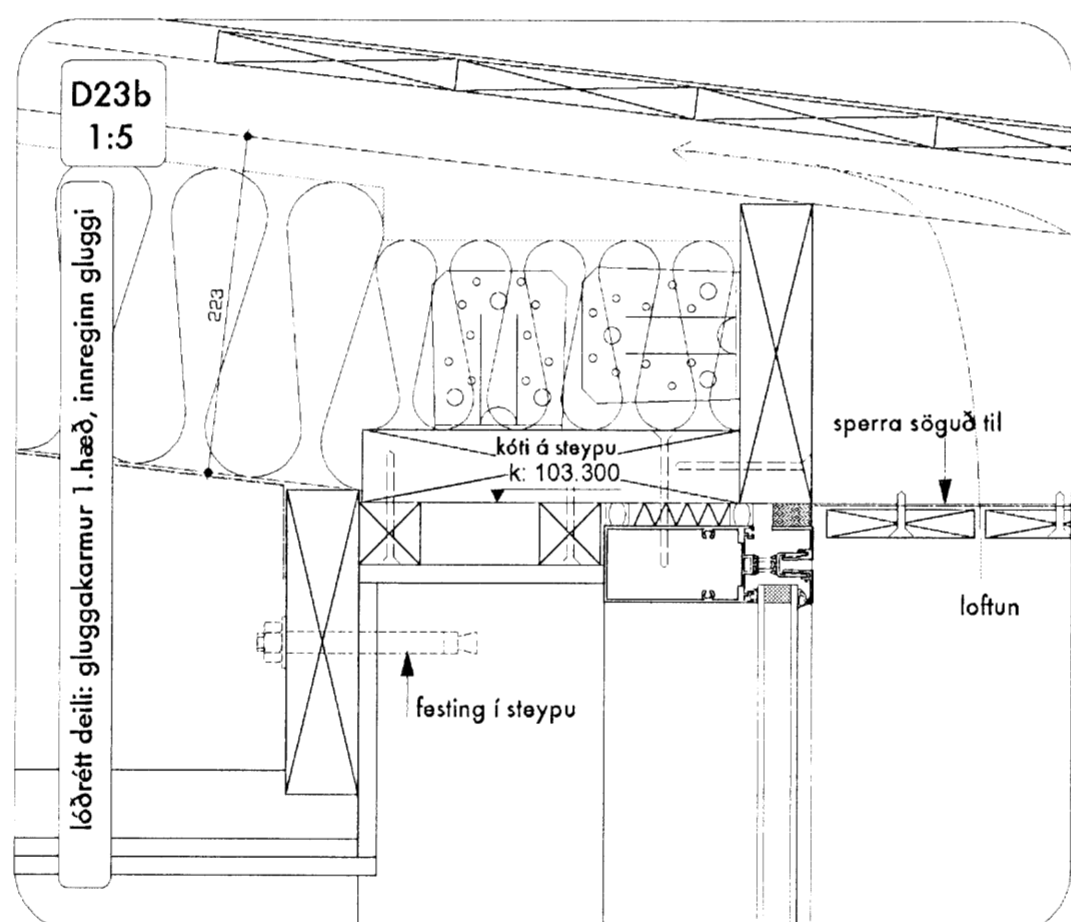 D23b
1:5
lóðrétt deili: gluggakarmur 1.hæð, innreginn gluggi
223
kóti á steypu
k: 103.300
sperra söguð til
loftun
festing í steypu